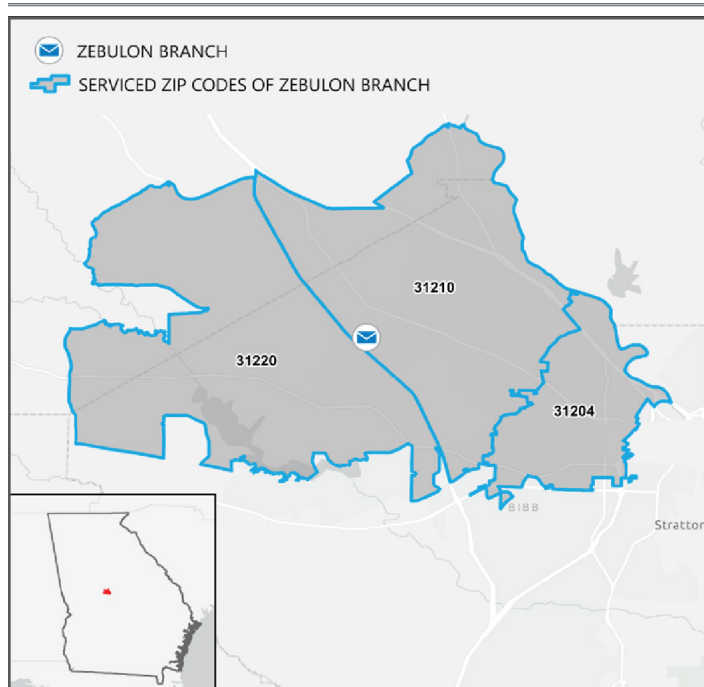 ZEBULON BRANCH
SERVICED ZIP CODES OF ZEBULON BRANCH
31210
31220
31204
BIBB
Stratton